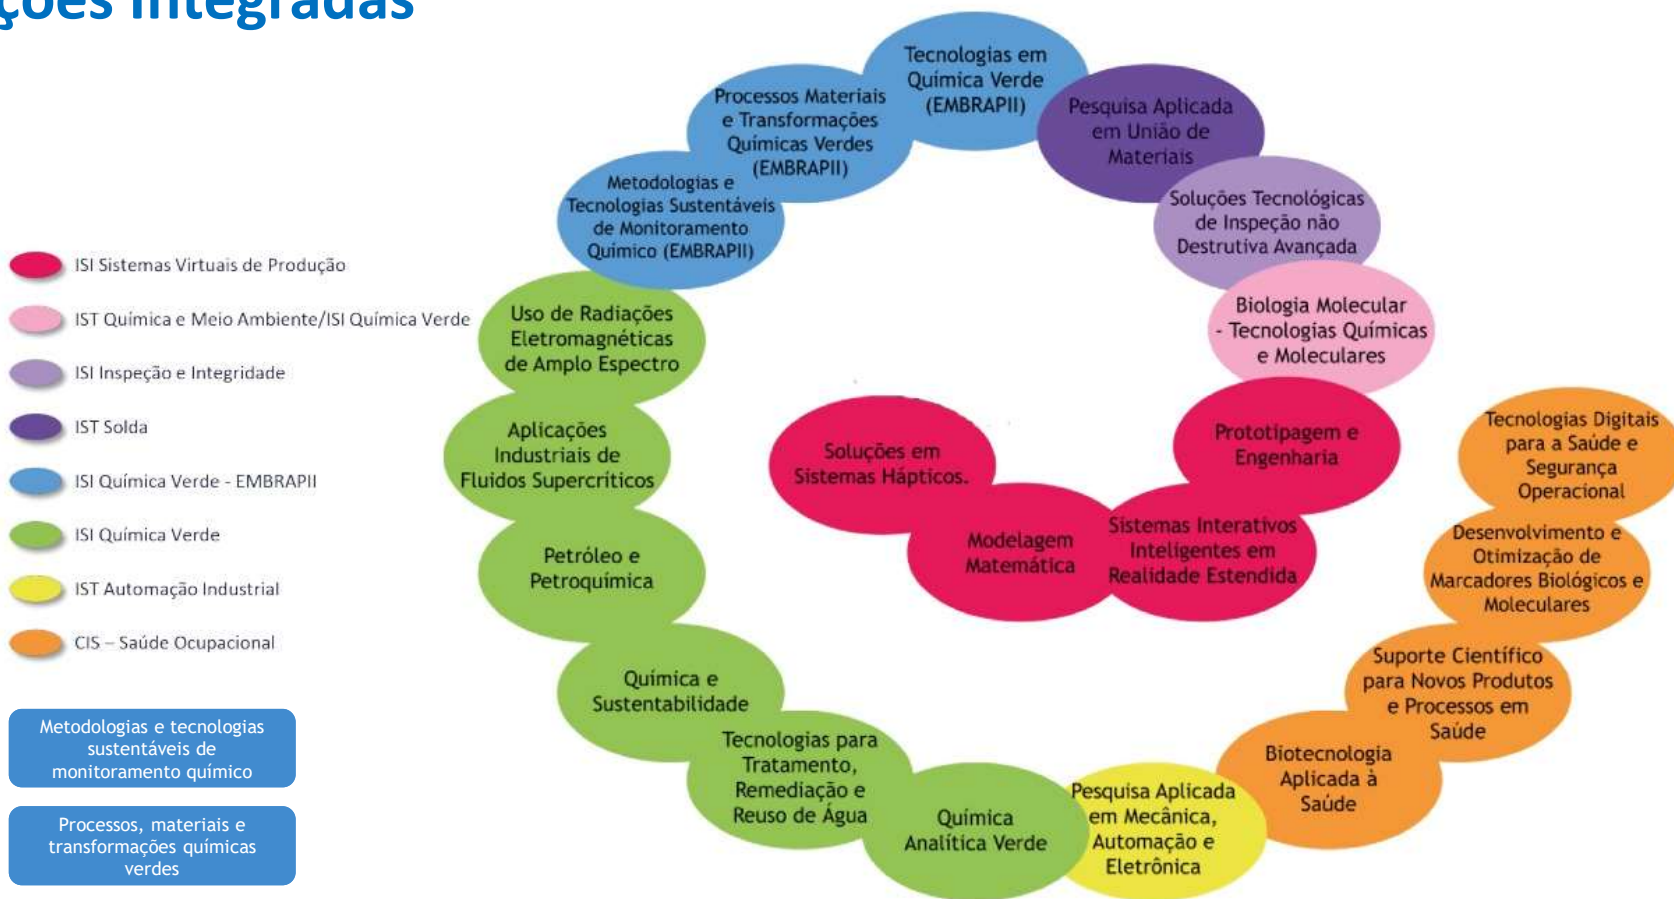 ções Integradas
Tecnologias em
Química Verde
(EMBRAPII)
Processos Materiais
e Transformações
Químicas Verdes
(EMBRAPII)
Metodologias e
Tecnologias Sustentáveis
de Monitoramento
Químico (EMBRAPII)
Pesquisa Aplicada
em União de
Materiais
Soluções Tecnológicas
de Inspeção não
Destrutiva Avançada
Biologia Molecular
- Tecnologias Químicas
e Moleculares
Prototipagem e
Engenharia
Sistemas Interativos
Inteligentes em
Realidade Estendida
Modelagem
Matemática
Soluções em
Sistemas Hápticos.
Uso de Radiações
Eletromagnéticas
de Amplo Espectro
Aplicações
Industriais de
Fluidos Supercríticos
Petróleo e
Petroquímica
Química e
Sustentabilidade
Tecnologias para
Tratamento,
Remediação e
Reuso de Água
Química
Analítica Verde
Pesquisa Aplicada
em Mecânica,
Automação e
Eletrônica
Biotecnologia
Aplicada à
Saúde
Suporte Científico
para Novos Produtos
e Processos em
Saúde
Desenvolvimento e
Otimização de
Marcadores Biológicos e
Moleculares
Tecnologias Digitais
para a Saúde e
Segurança
Operacional
ISI Sistemas Virtuais de Produção
IST Química e Meio Ambiente/ISI Química Verde
ISI Inspeção e Integridade
IST Solda
ISI Química Verde - EMBRAPII
ISI Química Verde
IST Automação Industrial
CIS – Saúde Ocupacional
Metodologias e tecnologias
sustentáveis de
monitoramento químico
Processos, materiais e
transformações químicas
verdes